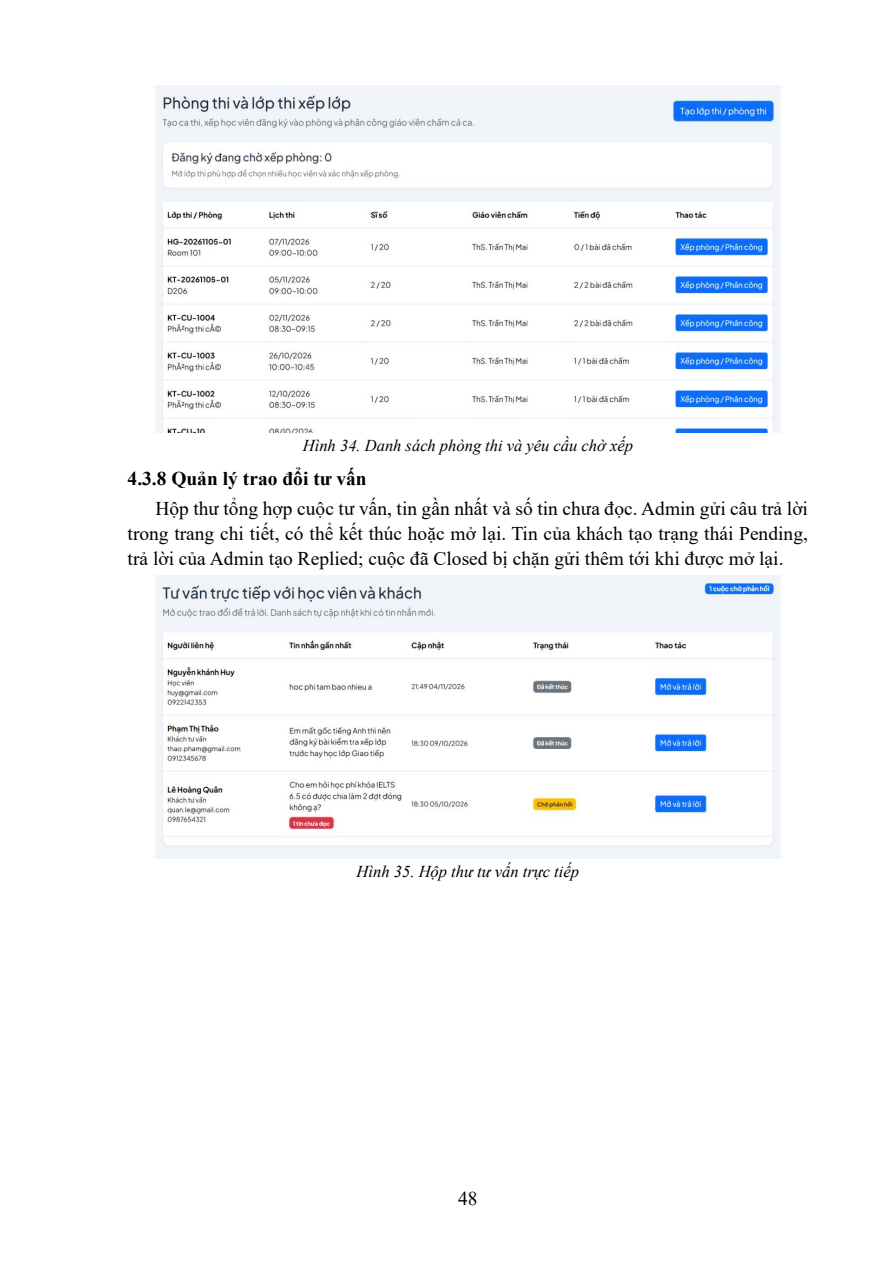 Phòng thi và lớp thi xếp lớp
Tạo lớp thi / phòng thi
Tạo ca thi, xếp học viên đăng ký vào phòng và phân công giáo viên chấm cả ca.
Đăng ký đang chờ xếp phòng: 0
Mở lớp thi phù hợp để chọn nhiều học viên và xác nhận xếp phòng.
Lớp thi / Phòng Lịch thi Sĩ số Giáo viên chấm Tiến độ Thao tác
HG-20261105-01 07/11/2026
Room 101 09:00-10:00 1/20 ThS. Trần Thị Mai 0/1 bài đã chấm Xếp phòng / Phân công
KT-20261105-01 05/11/2026
D206 09:00-10:00 2/20 ThS. Trần Thị Mai 2/2 bài đã chấm Xếp phòng / Phân công
KT-CU-1004 02/11/2026
PhÃ²ng thi cÅ© 08:30-09:15 2/20 ThS. Trần Thị Mai 2/2 bài đã chấm Xếp phòng / Phân công
KT-CU-1003 26/10/2026
PhÃ²ng thi cÅ© 10:00-10:45 1/20 ThS. Trần Thị Mai 1/1 bài đã chấm Xếp phòng / Phân công
KT-CU-1002 12/10/2026
PhÃ²ng thi cÅ© 08:30-09:15 1/20 ThS. Trần Thị Mai 1/1 bài đã chấm Xếp phòng / Phân công
KT-CU-10 08/10/2026
Hình 34. Danh sách phòng thi và yêu cầu chờ xếp
4.3.8 Quản lý trao đổi tư vấn
Hộp thư tổng hợp cuộc tư vấn, tin gần nhất và số tin chưa đọc. Admin gửi câu trả lời
trong trang chi tiết, có thể kết thúc hoặc mở lại. Tin của khách tạo trạng thái Pending,
trả lời của Admin tạo Replied; cuộc đã Closed bị chặn gửi thêm tới khi được mở lại.
Tư vấn trực tiếp với học viên và khách
1 cuộc chờ phản hồi
Mở cuộc trao đổi để trả lời. Danh sách tự cập nhật khi có tin nhắn mới.
Người liên hệ Tin nhắn gần nhất Cập nhật Trạng thái Thao tác
Nguyễn khánh Huy
Học viên
huy@gmail.com
0922142353
hoc phi tam bao nhieu a
21:49 04/11/2026
Đã kết thúc
Mở và trả lời
Phạm Thị Thảo
Khách tư vấn
thao.pham@gmail.com
0912345678
Em mất gốc tiếng Anh thì nên
đăng ký bài kiểm tra xếp lớp
trước hay học lớp Giao tiếp
18:30 09/10/2026
Đã kết thúc
Mở và trả lời
Lê Hoàng Quân
Khách tư vấn
quan.le@gmail.com
0987654321
Cho em hỏi học phí khóa IELTS
6.5 có được chia làm 2 đợt đóng
không ạ?
1 tin chưa đọc
18:30 05/10/2026
Chờ phản hồi
Mở và trả lời
Hình 35. Hộp thư tư vấn trực tiếp
48